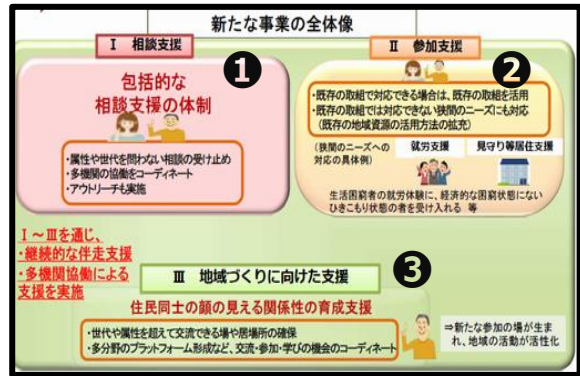 新たな事業の全体像
Ⅰ 相談支援
❶
包括的な
相談支援の体制
・属性や世代を問わない相談の受け止め
・多機関の協働をコーディネート
・アウトリーチも実施
Ⅱ 参加支援
❷
・既存の取組で対応できる場合は、既存の取組を活用
・既存の取組では対応できない狭間のニーズにも対応
(既存の地域資源の活用方法の拡充)
(狭間のニーズへの
対応の具体例)
就労支援
見守り等居住支援
生活困窮者の就労体験に、経済的な困窮状態にない
ひきこもり状態の者を受け入れる 等
Ⅰ～Ⅲを通じ、
・継続的な伴走支援
・多機関協働による
支援を実施
Ⅲ 地域づくりに向けた支援
❸
住民同士の顔の見える関係性の育成支援
・世代や属性を超えて交流できる場や居場所の確保
・多分野のプラットフォーム形成など、交流・参加・学びの機会のコーディネート
⇒新たな参加の場が生ま
れ、地域の活動が活性化